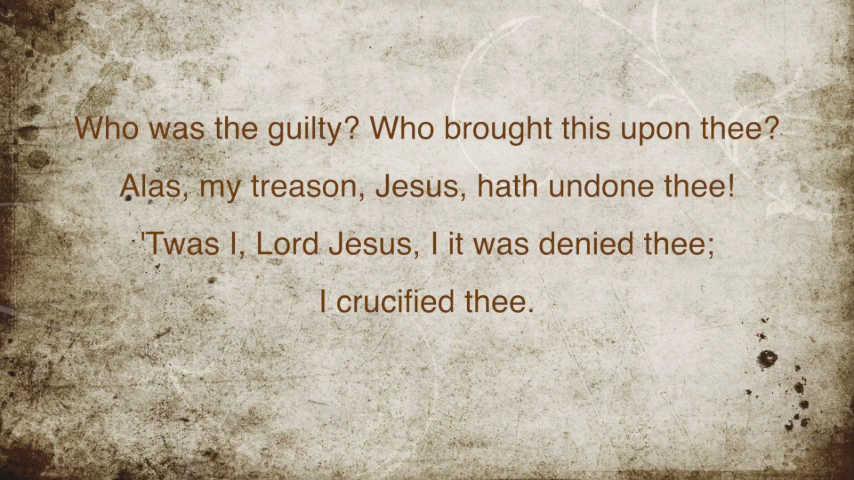 Who was the guilty? Who brought this upon thee?
Alas, my treason, Jesus, hath undone thee!
'Twas I, Lord Jesus, I it was denied thee;
I crucified thee.